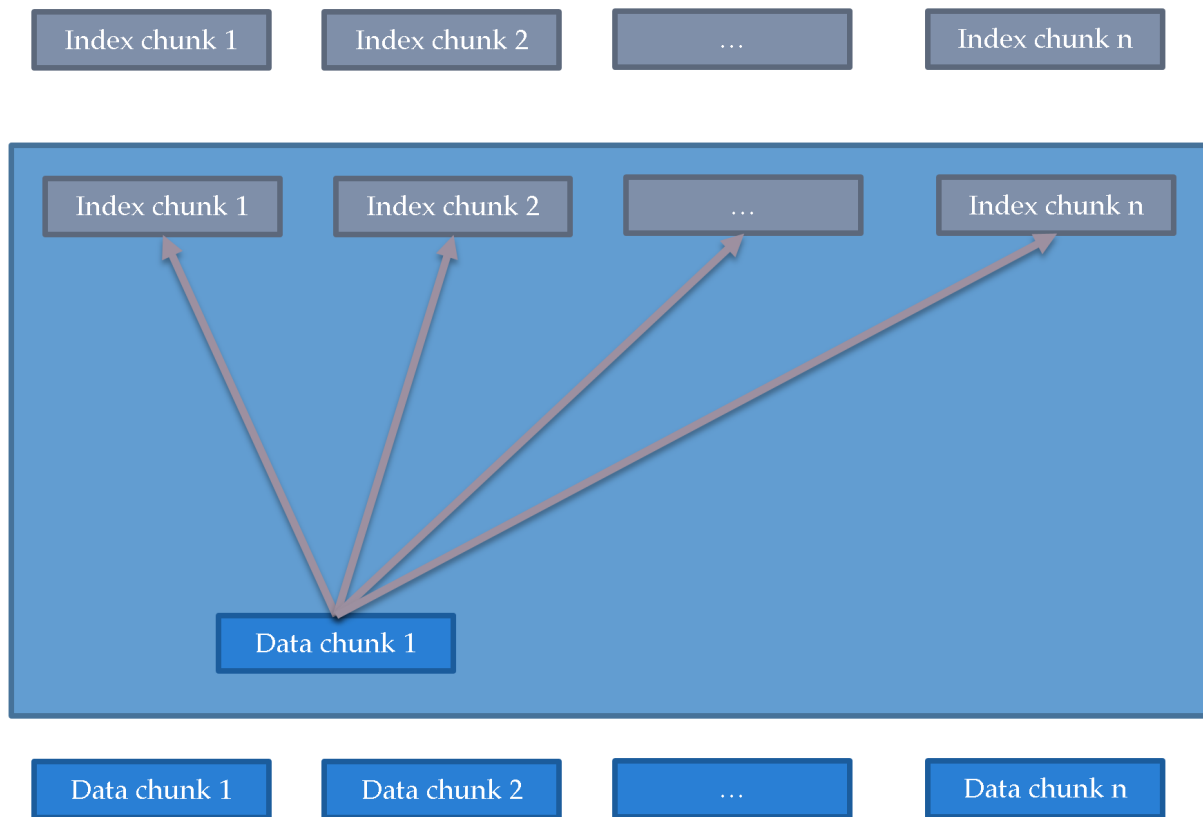 Index chunk 1
Index chunk 2
…
Index chunk n
Index chunk 1
Index chunk 2
…
Index chunk n
Data chunk 1
Data chunk 1
Data chunk 2
…
Data chunk n